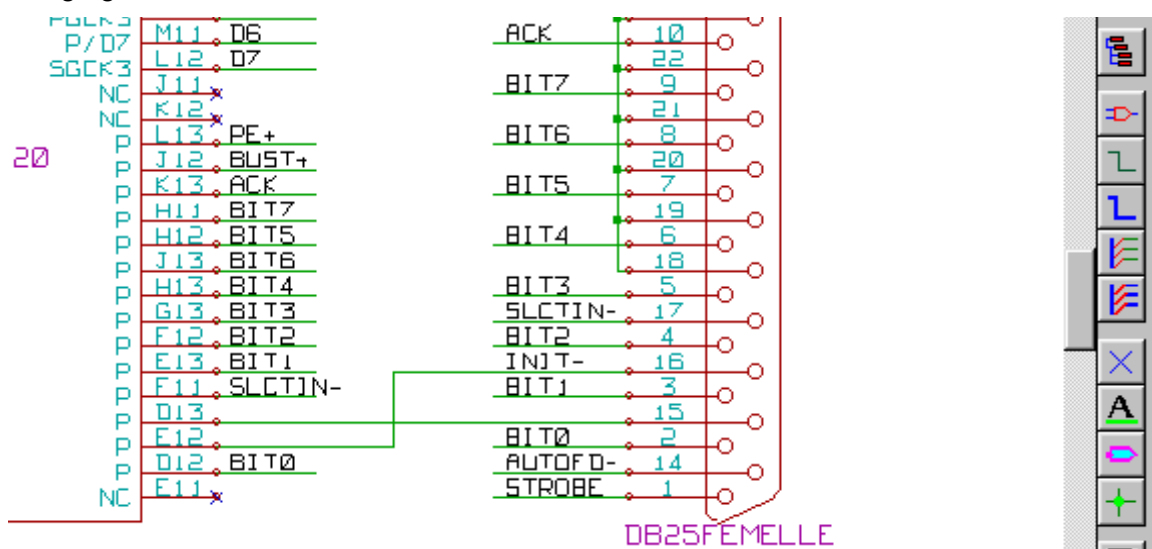 P/D7 M11 D6 ACK 10
SGCK3 L12 D7 22
NC J11 BIT7 9
NC K12 21
P L13 PE+ BIT6 8
20 P J12 BUST+ 20
P K13 ACK BIT5 7
P H11 BIT7 19
P H12 BIT5 BIT4 6
P J13 BIT6 18
P H13 BIT4 BIT3 5
P G13 BIT3 SLCTIN- 17
P F12 BIT2 BIT2 4
P E13 BIT1 INIT- 16
P F11 SLCTIN- BIT1 3
P D13 15
P E12 BIT0 2
P D12 BIT0 AUTOFD- 14
NC E11 STROBE 1
DB25FEMELLE
A